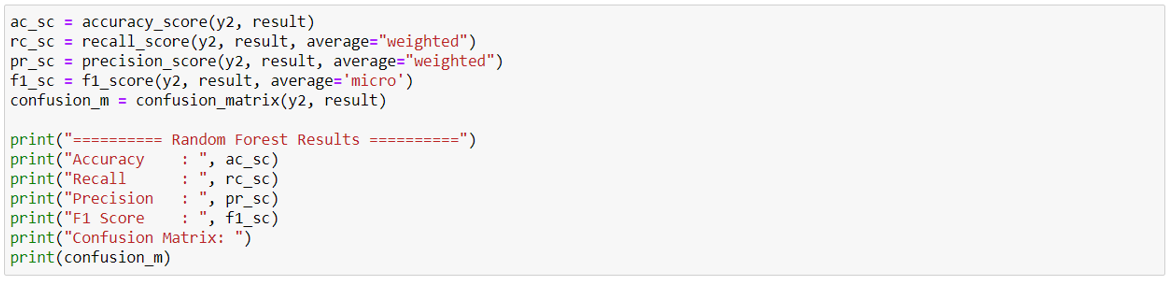 ac_sc = accuracy_score(y2, result)
rc_sc = recall_score(y2, result, average="weighted")
pr_sc = precision_score(y2, result, average="weighted")
f1_sc = f1_score(y2, result, average='micro')
confusion_m = confusion_matrix(y2, result)

print("========== Random Forest Results ==========")
print("Accuracy    : ", ac_sc)
print("Recall      : ", rc_sc)
print("Precision   : ", pr_sc)
print("F1 Score    : ", f1_sc)
print("Confusion Matrix: ")
print(confusion_m)